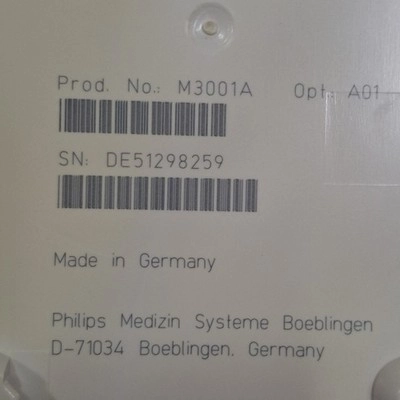 Prod. No.: M3001A Opt. A01
SN: DE51298259
Made in Germany
Philips Medizin Systeme Boeblingen
D-71034 Boeblingen. Germany